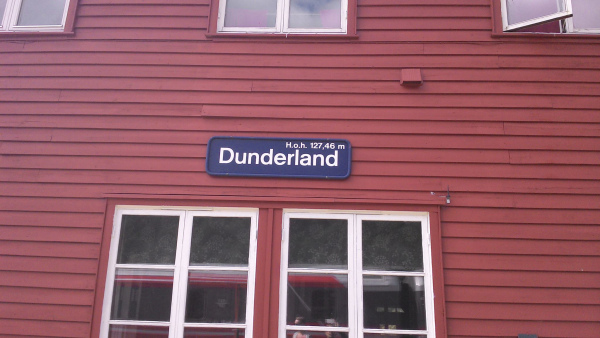 H.o.h. 127,46 m
Dunderland